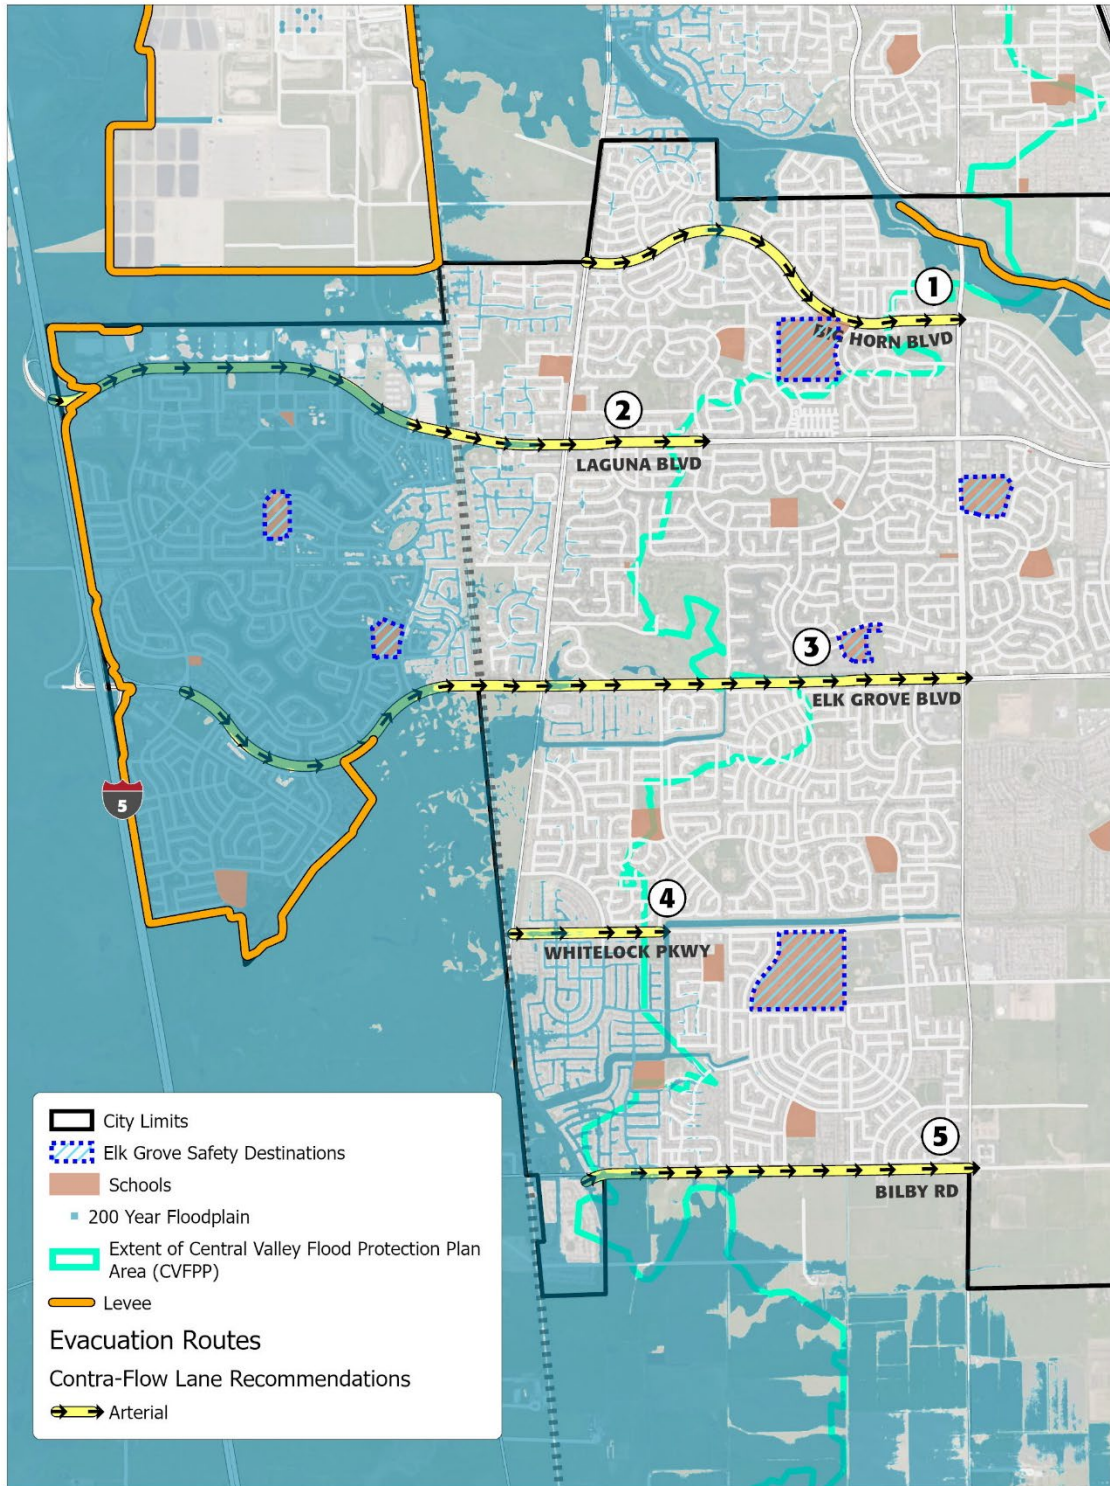 1
HORN BLVD
2
LAGUNA BLVD
3
ELK GROVE BLVD
5
4
WHITELOCK PKWY
5
BILBY RD
City Limits
Elk Grove Safety Destinations
Schools
200 Year Floodplain
Extent of Central Valley Flood Protection Plan
Area (CVFPP)
Levee
Evacuation Routes
Contra-Flow Lane Recommendations
Arterial